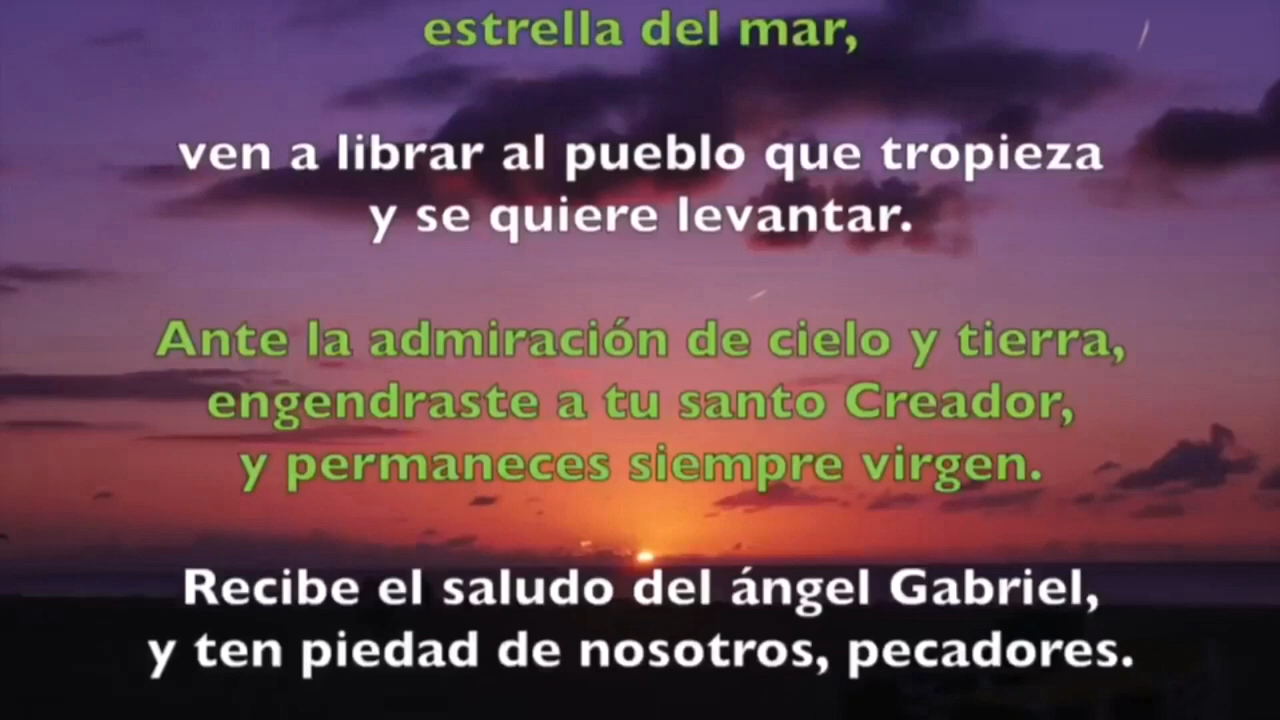 estrella del mar,
ven a librar al pueblo que tropieza
y se quiere levantar.
Ante la admiración de cielo y tierra,
engendraste a tu santo Creador,
y permaneces siempre virgen.
Recibe el saludo del ángel Gabriel,
y ten piedad de nosotros, pecadores.